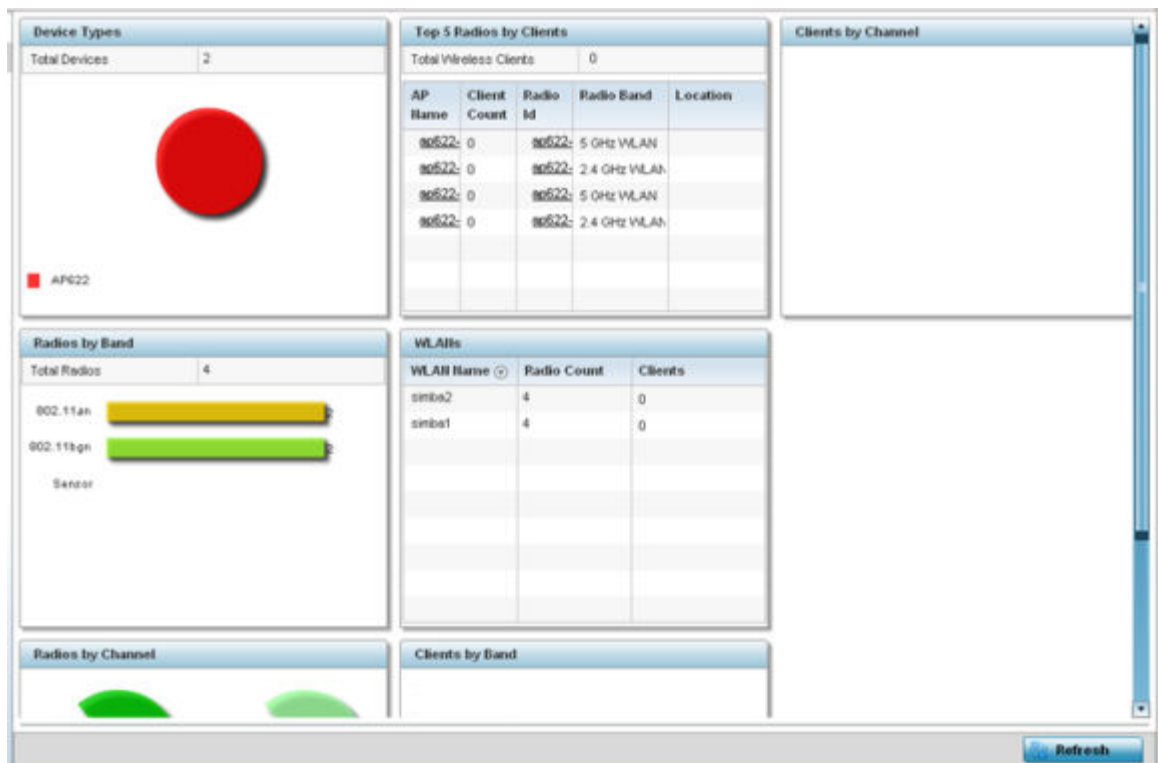 Device Types
Total Devices 2
AP622
Top 5 Radios by Clients
Total Wireless Clients 0
AP Name Client Count Radio Id Radio Band Location
ap622- 0 ap622- 5 GHz WLAN
ap622- 0 ap622- 2.4 GHz WLAN
ap622- 0 ap622- 5 GHz WLAN
ap622- 0 ap622- 2.4 GHz WLAN
Clients by Channel
Radios by Band
Total Radios 4
802.11an 2
802.11bgn 2
Sensor
WLANs
WLAN Name Radio Count Clients
simba2 4 0
simba1 4 0
Radios by Channel
Clients by Band
Refresh